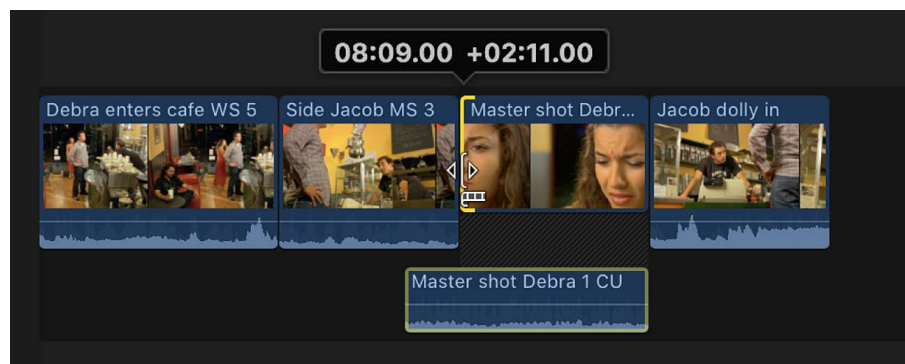 08:09.00 +02:11.00
Debra enters cafe WS 5
Side Jacob MS 3
Master shot Debr...
Jacob dolly in
Master shot Debra 1 CU